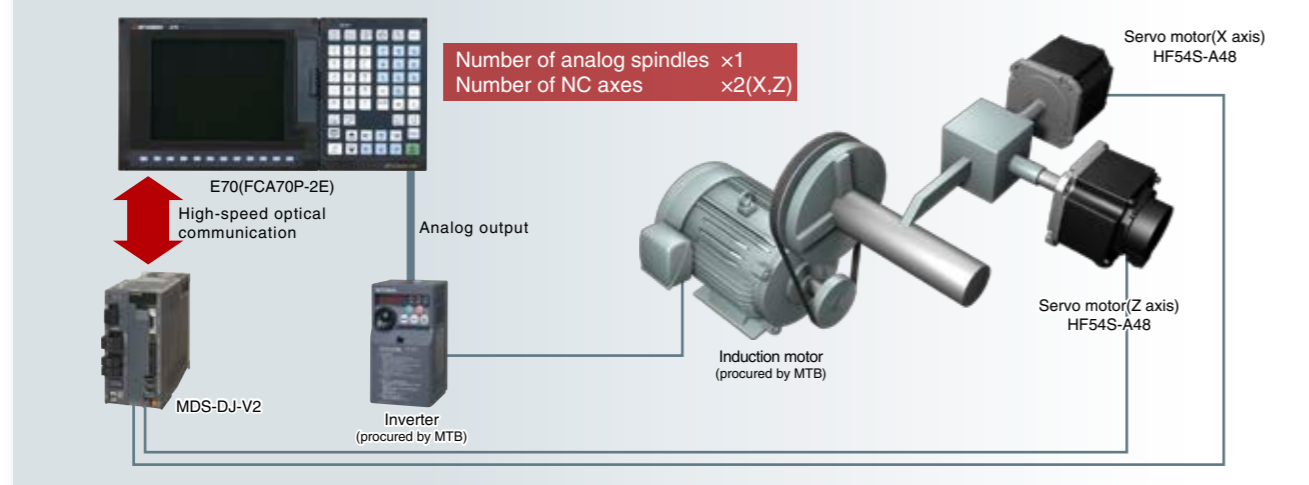 Number of analog spindles ×1
Number of NC axes ×2(X,Z)
Servo motor(X axis)
HF54S-A48
E70(FCA70P-2E)
High-speed optical
communication
Analog output
Servo motor(Z axis)
HF54S-A48
Induction motor
(procured by MTB)
MDS-DJ-V2
Inverter
(procured by MTB)